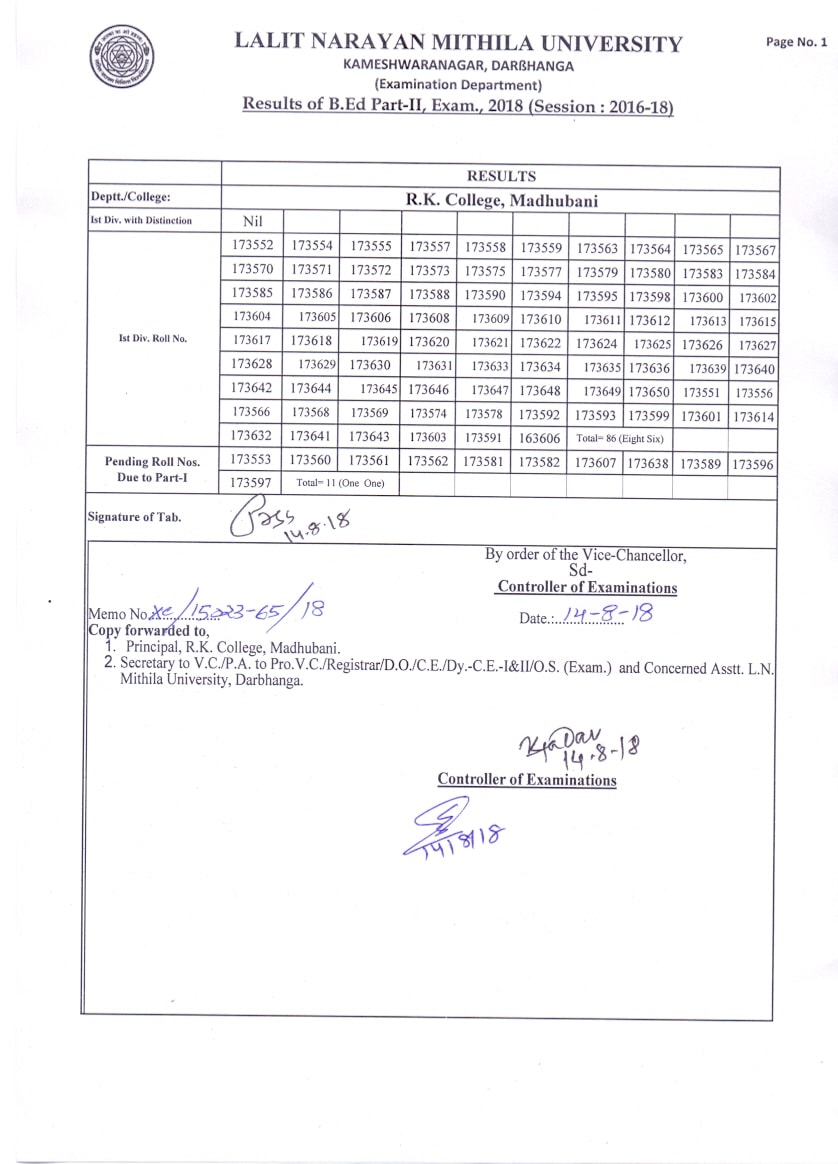 LALIT NARAYAN MITHILA UNIVERSITY
Page No. 1
KAMESHWARANAGAR, DARBHANGA
(Examination Department)
Results of B.Ed Part-II, Exam., 2018 (Session : 2016-18)
RESULTS
Deptt./College: R.K. College, Madhubani
Ist Div. with Distinction Nil
173552 173554 173555 173557 173558 173559 173563 173564 173565 173567
173570 173571 173572 173573 173575 173577 173579 173580 173583 173584
173585 173586 173587 173588 173590 173594 173595 173598 173600 173602
173604 173605 173606 173608 173609 173610 173611 173612 173613 173615
Ist Div. Roll No. 173617 173618 173619 173620 173621 173622 173624 173625 173626 173627
173628 173629 173630 173631 173633 173634 173635 173636 173639 173640
173642 173644 173645 173646 173647 173648 173649 173650 173551 173556
173566 173568 173569 173574 173578 173592 173593 173599 173601 173614
173632 173641 173643 173603 173591 163606 Total= 86 (Eight Six)
Pending Roll Nos. 173553 173560 173561 173562 173581 173582 173607 173638 173589 173596
Due to Part-I 173597 Total= 11 (One One)
Signature of Tab.
14.8.18
By order of the Vice-Chancellor,
Sd-
Controller of Examinations
Memo No.
Date.:..14-8-18
Copy forwarded to,
1. Principal, R.K. College, Madhubani.
2. Secretary to V.C./P.A. to Pro.V.C./Registrar/D.O./C.E./Dy.-C.E.-I&II/O.S. (Exam.) and Concerned Asstt. L.N.
Mithila University, Darbhanga.
14.8-18
Controller of Examinations
14/8/18